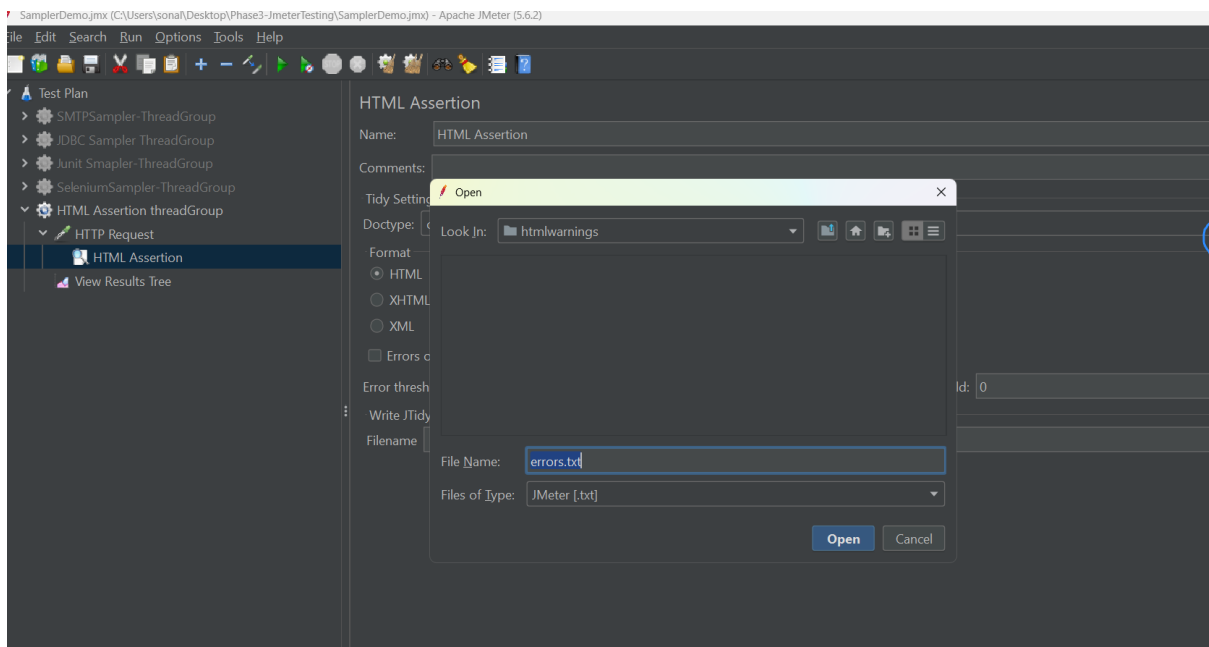 SamplerDemo.jmx (C:\Users\sonal\Desktop\Phase3-JmeterTesting\SamplerDemo.jmx) - Apache JMeter (5.6.2)
File Edit Search Run Options Tools Help
Test Plan
SMTPSampler-ThreadGroup
JDBC Sampler ThreadGroup
Junit Smapler-ThreadGroup
SeleniumSampler-ThreadGroup
HTML Assertion threadGroup
HTTP Request
HTML Assertion
View Results Tree
HTML Assertion
Name: HTML Assertion
Comments:
Tidy Setting
Doctype:
Format
HTML
XHTML
XML
Errors o
Error thresh
ld: 0
Write JTidy
Filename
Open
Look In: htmlwarnings
File Name: errors.txt
Files of Type: JMeter [.txt]
Open Cancel